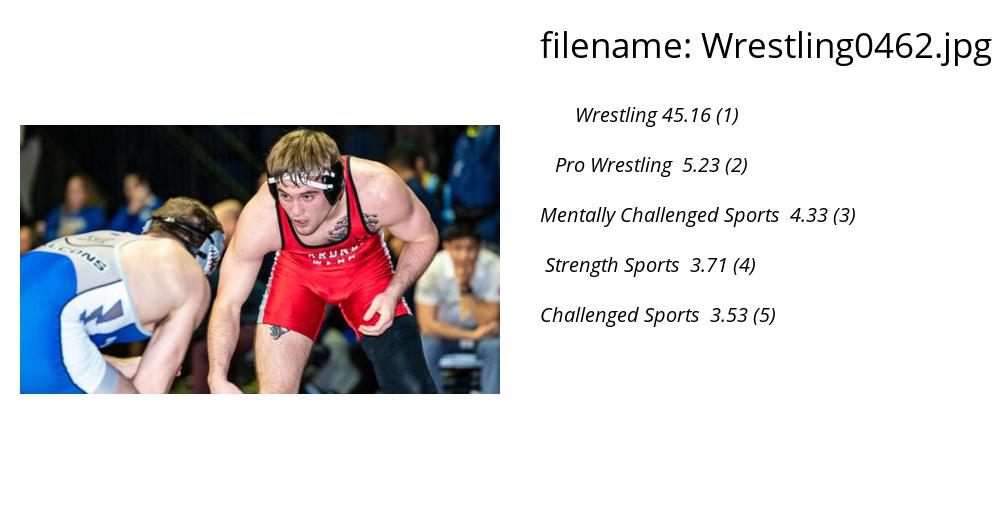 filename: Wrestling0462.jpg
Wrestling 45.16 (1)
Pro Wrestling 5.23 (2)
Mentally Challenged Sports 4.33 (3)
Strength Sports 3.71 (4)
Challenged Sports 3.53 (5)